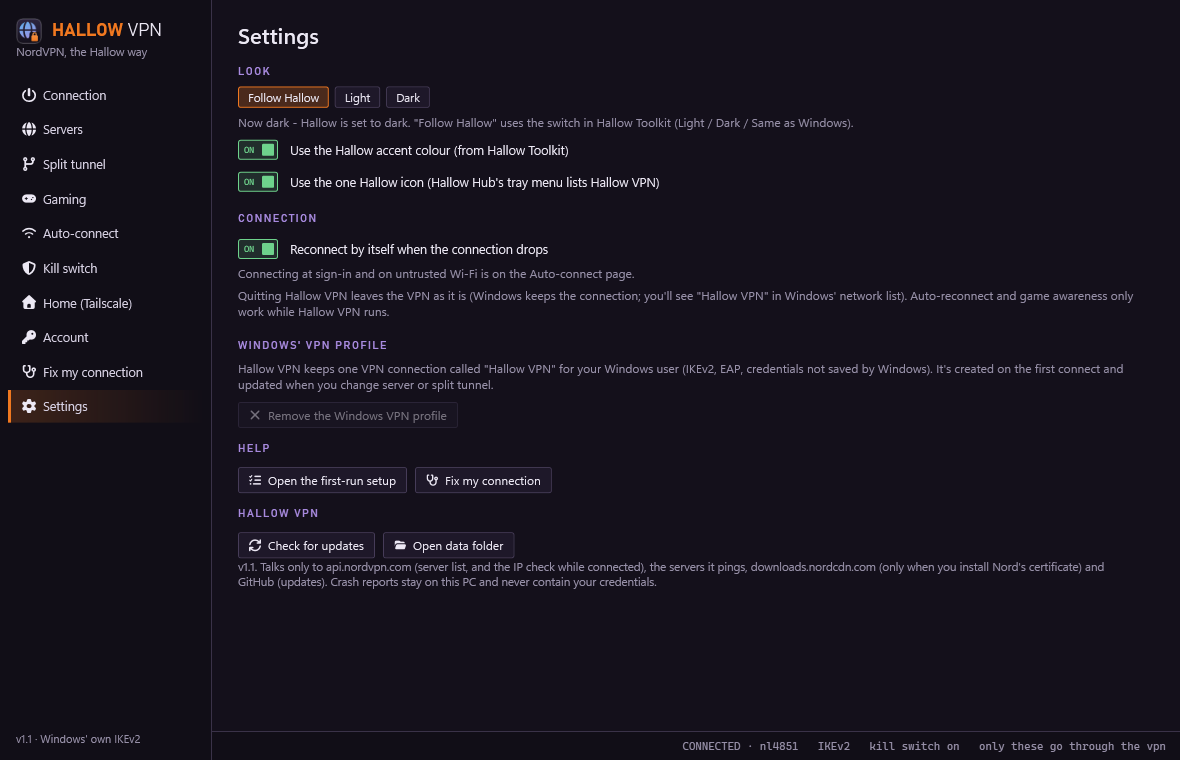 HALLOW VPN
NordVPN, the Hallow way
Connection
Servers
Split tunnel
Gaming
Auto-connect
Kill switch
Home (Tailscale)
Account
Fix my connection
Settings
v1.1 · Windows' own IKEv2
Settings
LOOK
Follow Hallow
Light
Dark
Now dark - Hallow is set to dark. "Follow Hallow" uses the switch in Hallow Toolkit (Light / Dark / Same as Windows).
ON
Use the Hallow accent colour (from Hallow Toolkit)
ON
Use the one Hallow icon (Hallow Hub's tray menu lists Hallow VPN)
CONNECTION
ON
Reconnect by itself when the connection drops
Connecting at sign-in and on untrusted Wi-Fi is on the Auto-connect page.
Quitting Hallow VPN leaves the VPN as it is (Windows keeps the connection; you'll see "Hallow VPN" in Windows' network list). Auto-reconnect and game awareness only
work while Hallow VPN runs.
WINDOWS' VPN PROFILE
Hallow VPN keeps one VPN connection called "Hallow VPN" for your Windows user (IKEv2, EAP, credentials not saved by Windows). It's created on the first connect and
updated when you change server or split tunnel.
Remove the Windows VPN profile
HELP
Open the first-run setup
Fix my connection
HALLOW VPN
Check for updates
Open data folder
v1.1. Talks only to api.nordvpn.com (server list, and the IP check while connected), the servers it pings, downloads.nordcdn.com (only when you install Nord's certificate) and
GitHub (updates). Crash reports stay on this PC and never contain your credentials.
CONNECTED · nl4851 IKEv2 kill switch on only these go through the vpn